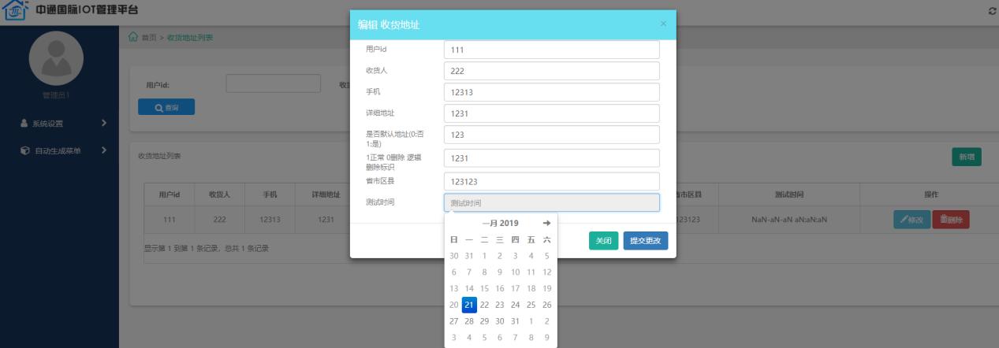 中通国际IOT管理平台
管理员1
系统设置
自动生成菜单
首页 > 收货地址列表
用户id:
收货
查询
收货地址列表
新增
用户id 收货人 手机 详细地址 省市区县 测试时间 操作
111 222 12313 1231 123123 NaN-aN-aN aN:aN:aN 修改 删除
显示第 1 到第 1 条记录，总共 1 条记录
编辑 收货地址 ×
用户id 111
收货人 222
手机 12313
详细地址 1231
是否默认地址(0:否
1:是) 123
1正常 0删除 逻辑
删除标识 1231
省市区县 123123
测试时间 测试时间
一月 2019
日 一 二 三 四 五 六
30 31 1 2 3 4 5
6 7 8 9 10 11 12
13 14 15 16 17 18 19
20 21 22 23 24 25 26
27 28 29 30 31 1 2
3 4 5 6 7 8 9
关闭 提交更改